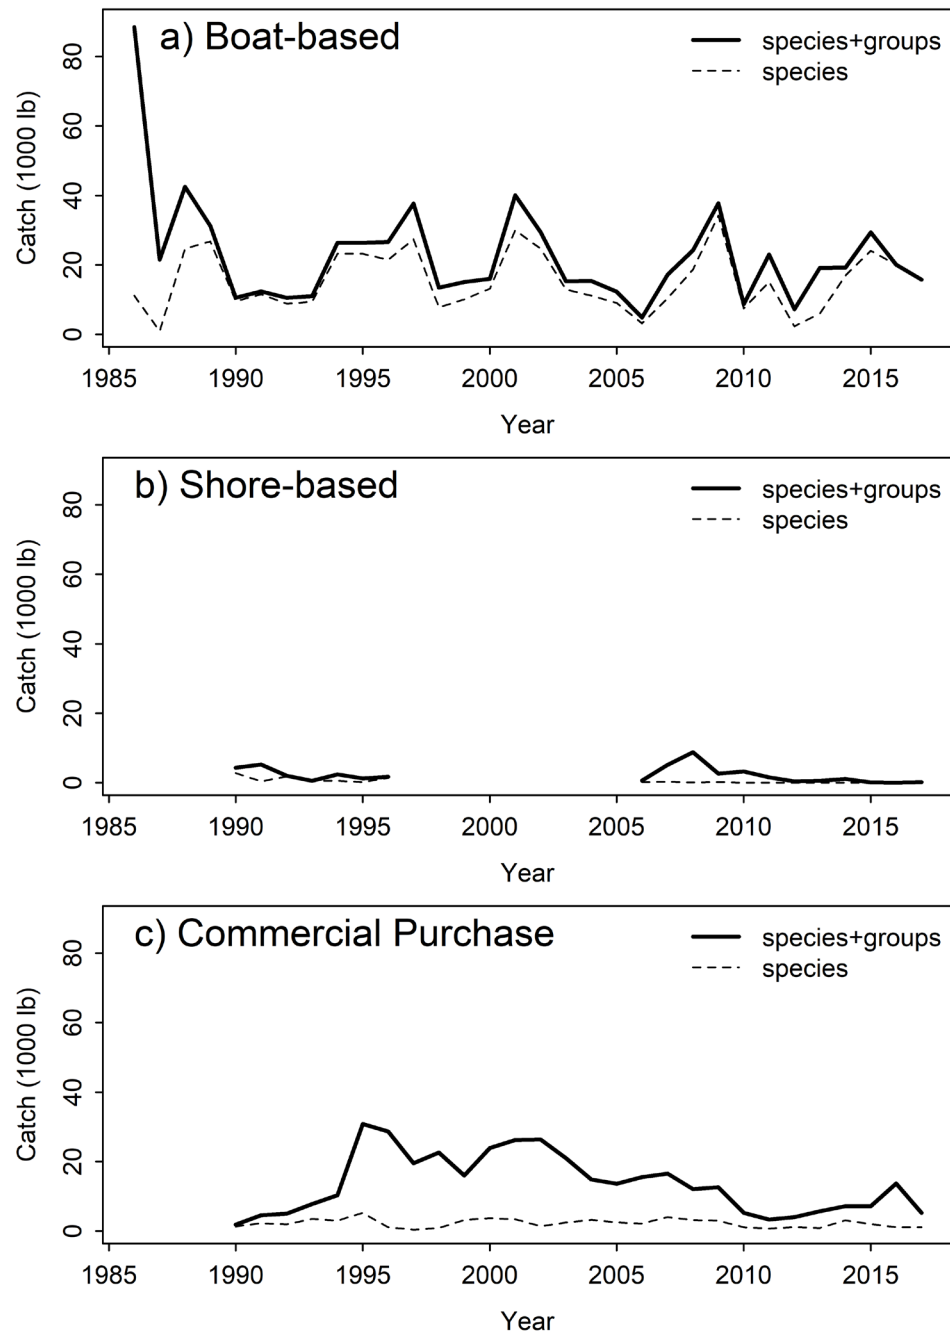 a) Boat-based
species+groups
species
Catch (1000 lb)
80
60
40
20
0
1985 1990 1995 2000 2005 2010 2015
Year
b) Shore-based
species+groups
species
Catch (1000 lb)
80
60
40
20
0
1985 1990 1995 2000 2005 2010 2015
Year
c) Commercial Purchase
species+groups
species
Catch (1000 lb)
80
60
40
20
0
1985 1990 1995 2000 2005 2010 2015
Year